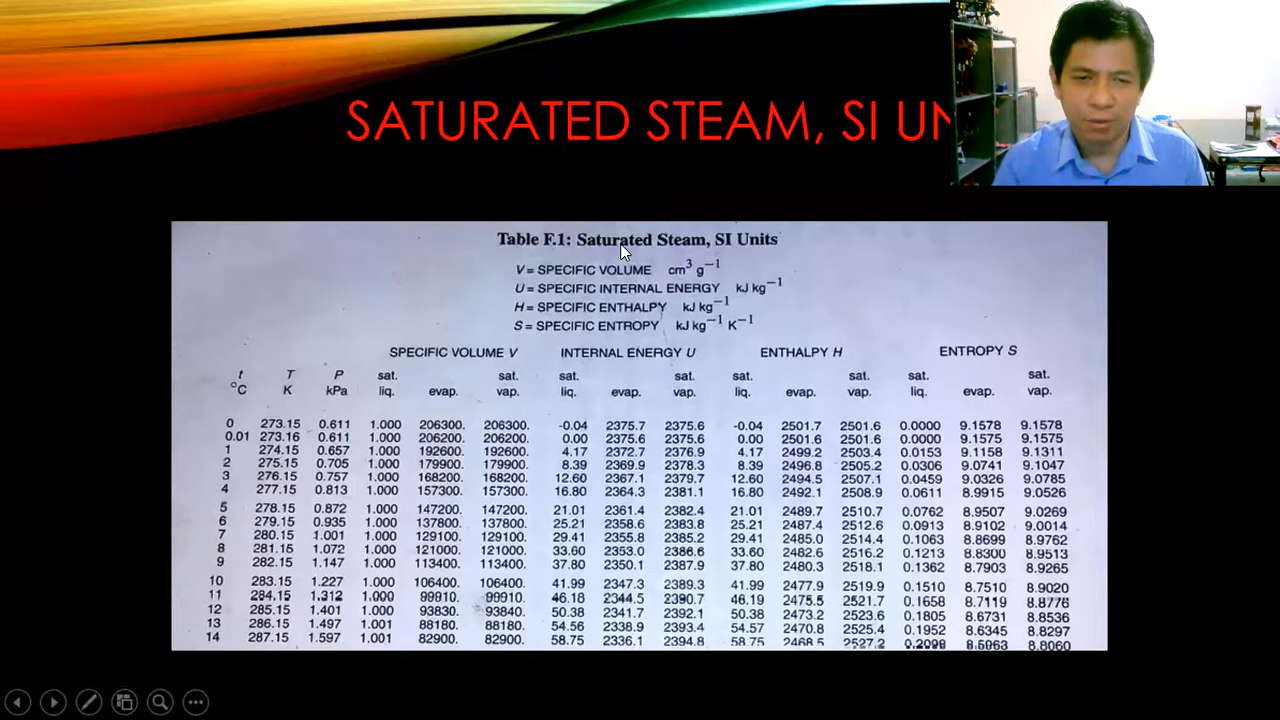 SATURATED STEAM, SI UN
Table F.1: Saturated Steam, SI Units
V = SPECIFIC VOLUME cm³ g⁻¹
U = SPECIFIC INTERNAL ENERGY kJ kg⁻¹
H = SPECIFIC ENTHALPY kJ kg⁻¹
S = SPECIFIC ENTROPY kJ kg⁻¹ K⁻¹
SPECIFIC VOLUME V INTERNAL ENERGY U ENTHALPY H ENTROPY S
t T P sat. sat. sat. sat. sat. sat. sat. sat.
°C K kPa liq. evap. vap. liq. evap. vap. liq. evap. vap. liq. evap. vap.
0 273.15 0.611 1.000 206300. 206300. -0.04 2375.7 2375.6 -0.04 2501.7 2501.6 0.0000 9.1578 9.1578
0.01 273.16 0.611 1.000 206200. 206200. 0.00 2375.6 2375.6 0.00 2501.6 2501.6 0.0000 9.1575 9.1575
1 274.15 0.657 1.000 192600. 192600. 4.17 2372.7 2376.9 4.17 2499.2 2503.4 0.0153 9.1158 9.1311
2 275.15 0.705 1.000 179900. 179900. 8.39 2369.9 2378.3 8.39 2496.8 2505.2 0.0306 9.0741 9.1047
3 276.15 0.757 1.000 168200. 168200. 12.60 2367.1 2379.7 12.60 2494.5 2507.1 0.0459 9.0326 9.0785
4 277.15 0.813 1.000 157300. 157300. 16.80 2364.3 2381.1 16.80 2492.1 2508.9 0.0611 8.9915 9.0526
5 278.15 0.872 1.000 147200. 147200. 21.01 2361.4 2382.4 21.01 2489.7 2510.7 0.0762 8.9507 9.0269
6 279.15 0.935 1.000 137800. 137800. 25.21 2358.6 2383.8 25.21 2487.4 2512.6 0.0913 8.9102 9.0014
7 280.15 1.001 1.000 129100. 129100. 29.41 2355.8 2385.2 29.41 2485.0 2514.4 0.1063 8.8699 8.9762
8 281.15 1.072 1.000 121000. 121000. 33.60 2353.0 2386.6 33.60 2482.6 2516.2 0.1213 8.8300 8.9513
9 282.15 1.147 1.000 113400. 113400. 37.80 2350.1 2387.9 37.80 2480.3 2518.1 0.1362 8.7903 8.9265
10 283.15 1.227 1.000 106400. 106400. 41.99 2347.3 2389.3 41.99 2477.9 2519.9 0.1510 8.7510 8.9020
11 284.15 1.312 1.000 99910. 99910. 46.18 2344.5 2390.7 46.19 2475.5 2521.7 0.1658 8.7119 8.8776
12 285.15 1.401 1.000 93830. 93840. 50.38 2341.7 2392.1 50.38 2473.2 2523.6 0.1805 8.6731 8.8536
13 286.15 1.497 1.001 88180. 88180. 54.56 2338.9 2393.4 54.57 2470.8 2525.4 0.1952 8.6345 8.8297
14 287.15 1.597 1.001 82900. 82900. 58.75 2336.1 2394.8 58.75 2468.5 2527.2 0.2098 8.5963 8.8060